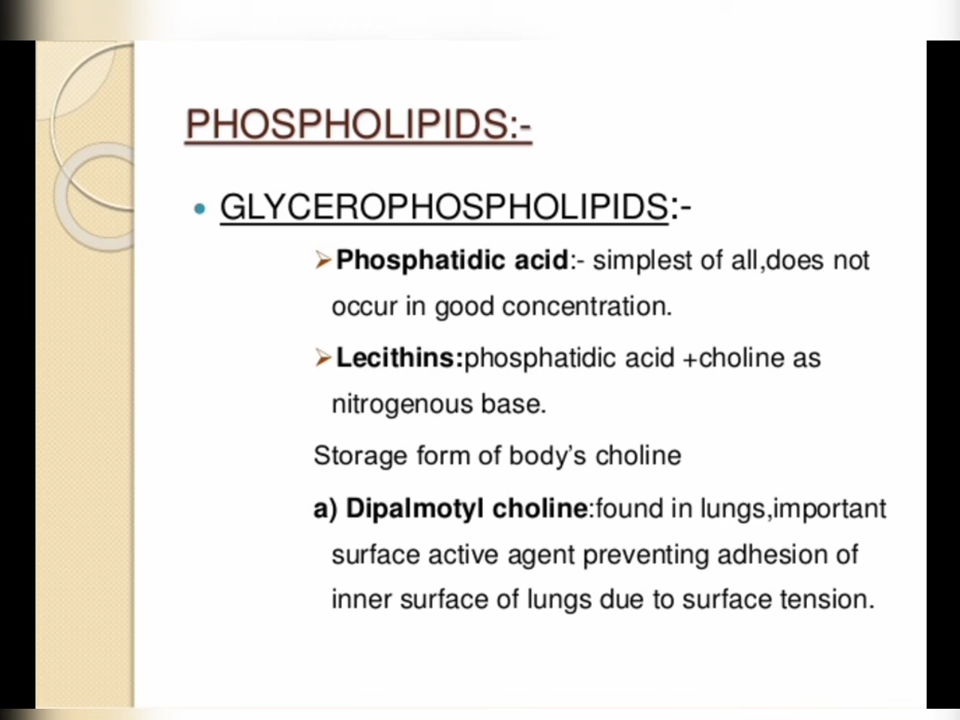 PHOSPHOLIPIDS:-
• GLYCEROPHOSPHOLIPIDS:-
➢Phosphatidic acid:- simplest of all,does not
occur in good concentration.
➢Lecithins:phosphatidic acid +choline as
nitrogenous base.
Storage form of body’s choline
a) Dipalmotyl choline:found in lungs,important
surface active agent preventing adhesion of
inner surface of lungs due to surface tension.